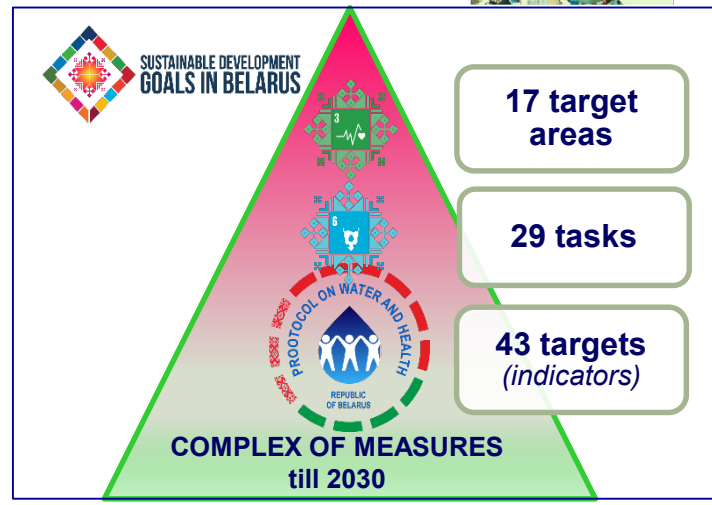 SUSTAINABLE DEVELOPMENT
GOALS IN BELARUS
3
6
PROOTOCOL ON WATER AND HEALTH
REPUBLIC
OF BELARUS
COMPLEX OF MEASURES
till 2030
17 target
areas
29 tasks
43 targets
(indicators)